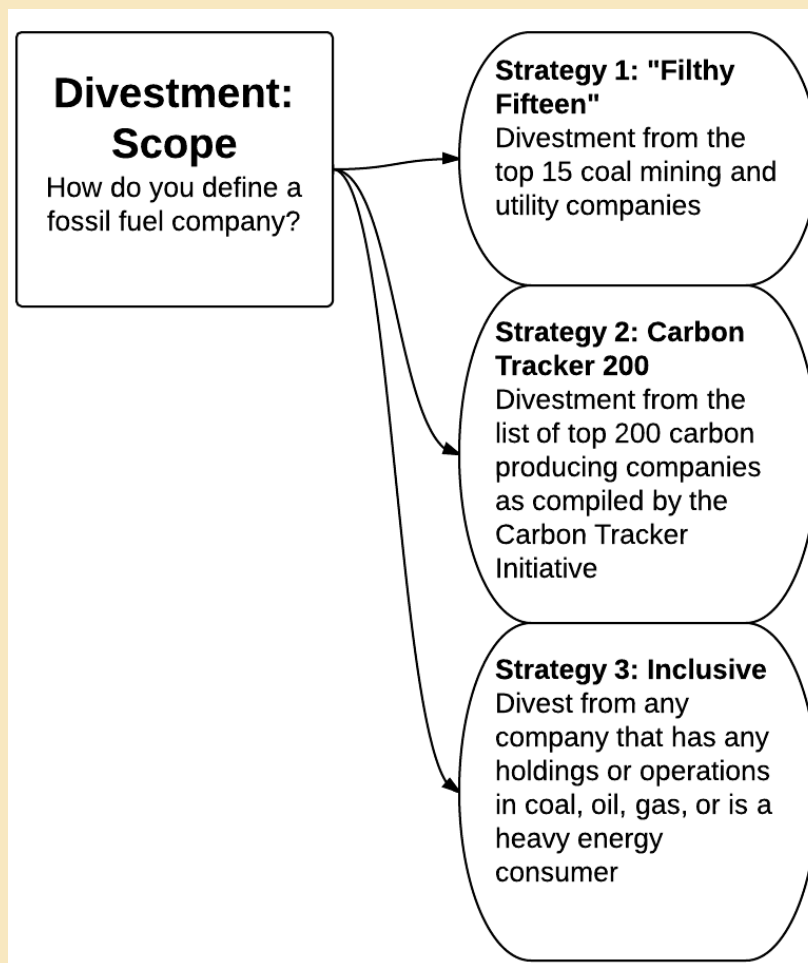 Divestment:
Scope
How do you define a
fossil fuel company?
Strategy 1: "Filthy
Fifteen"
Divestment from the
top 15 coal mining and
utility companies
Strategy 2: Carbon
Tracker 200
Divestment from the
list of top 200 carbon
producing companies
as compiled by the
Carbon Tracker
Initiative
Strategy 3: Inclusive
Divest from any
company that has any
holdings or operations
in coal, oil, gas, or is a
heavy energy
consumer